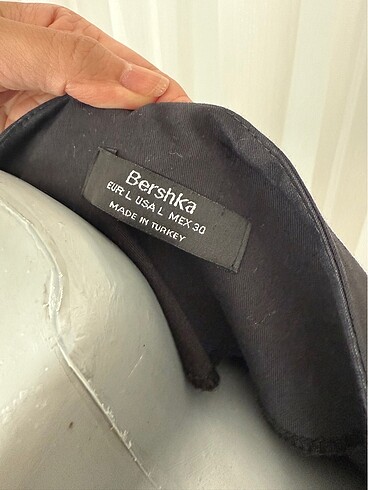 Bershka
EUR L USA L MEX 30
MADE IN TURKEY